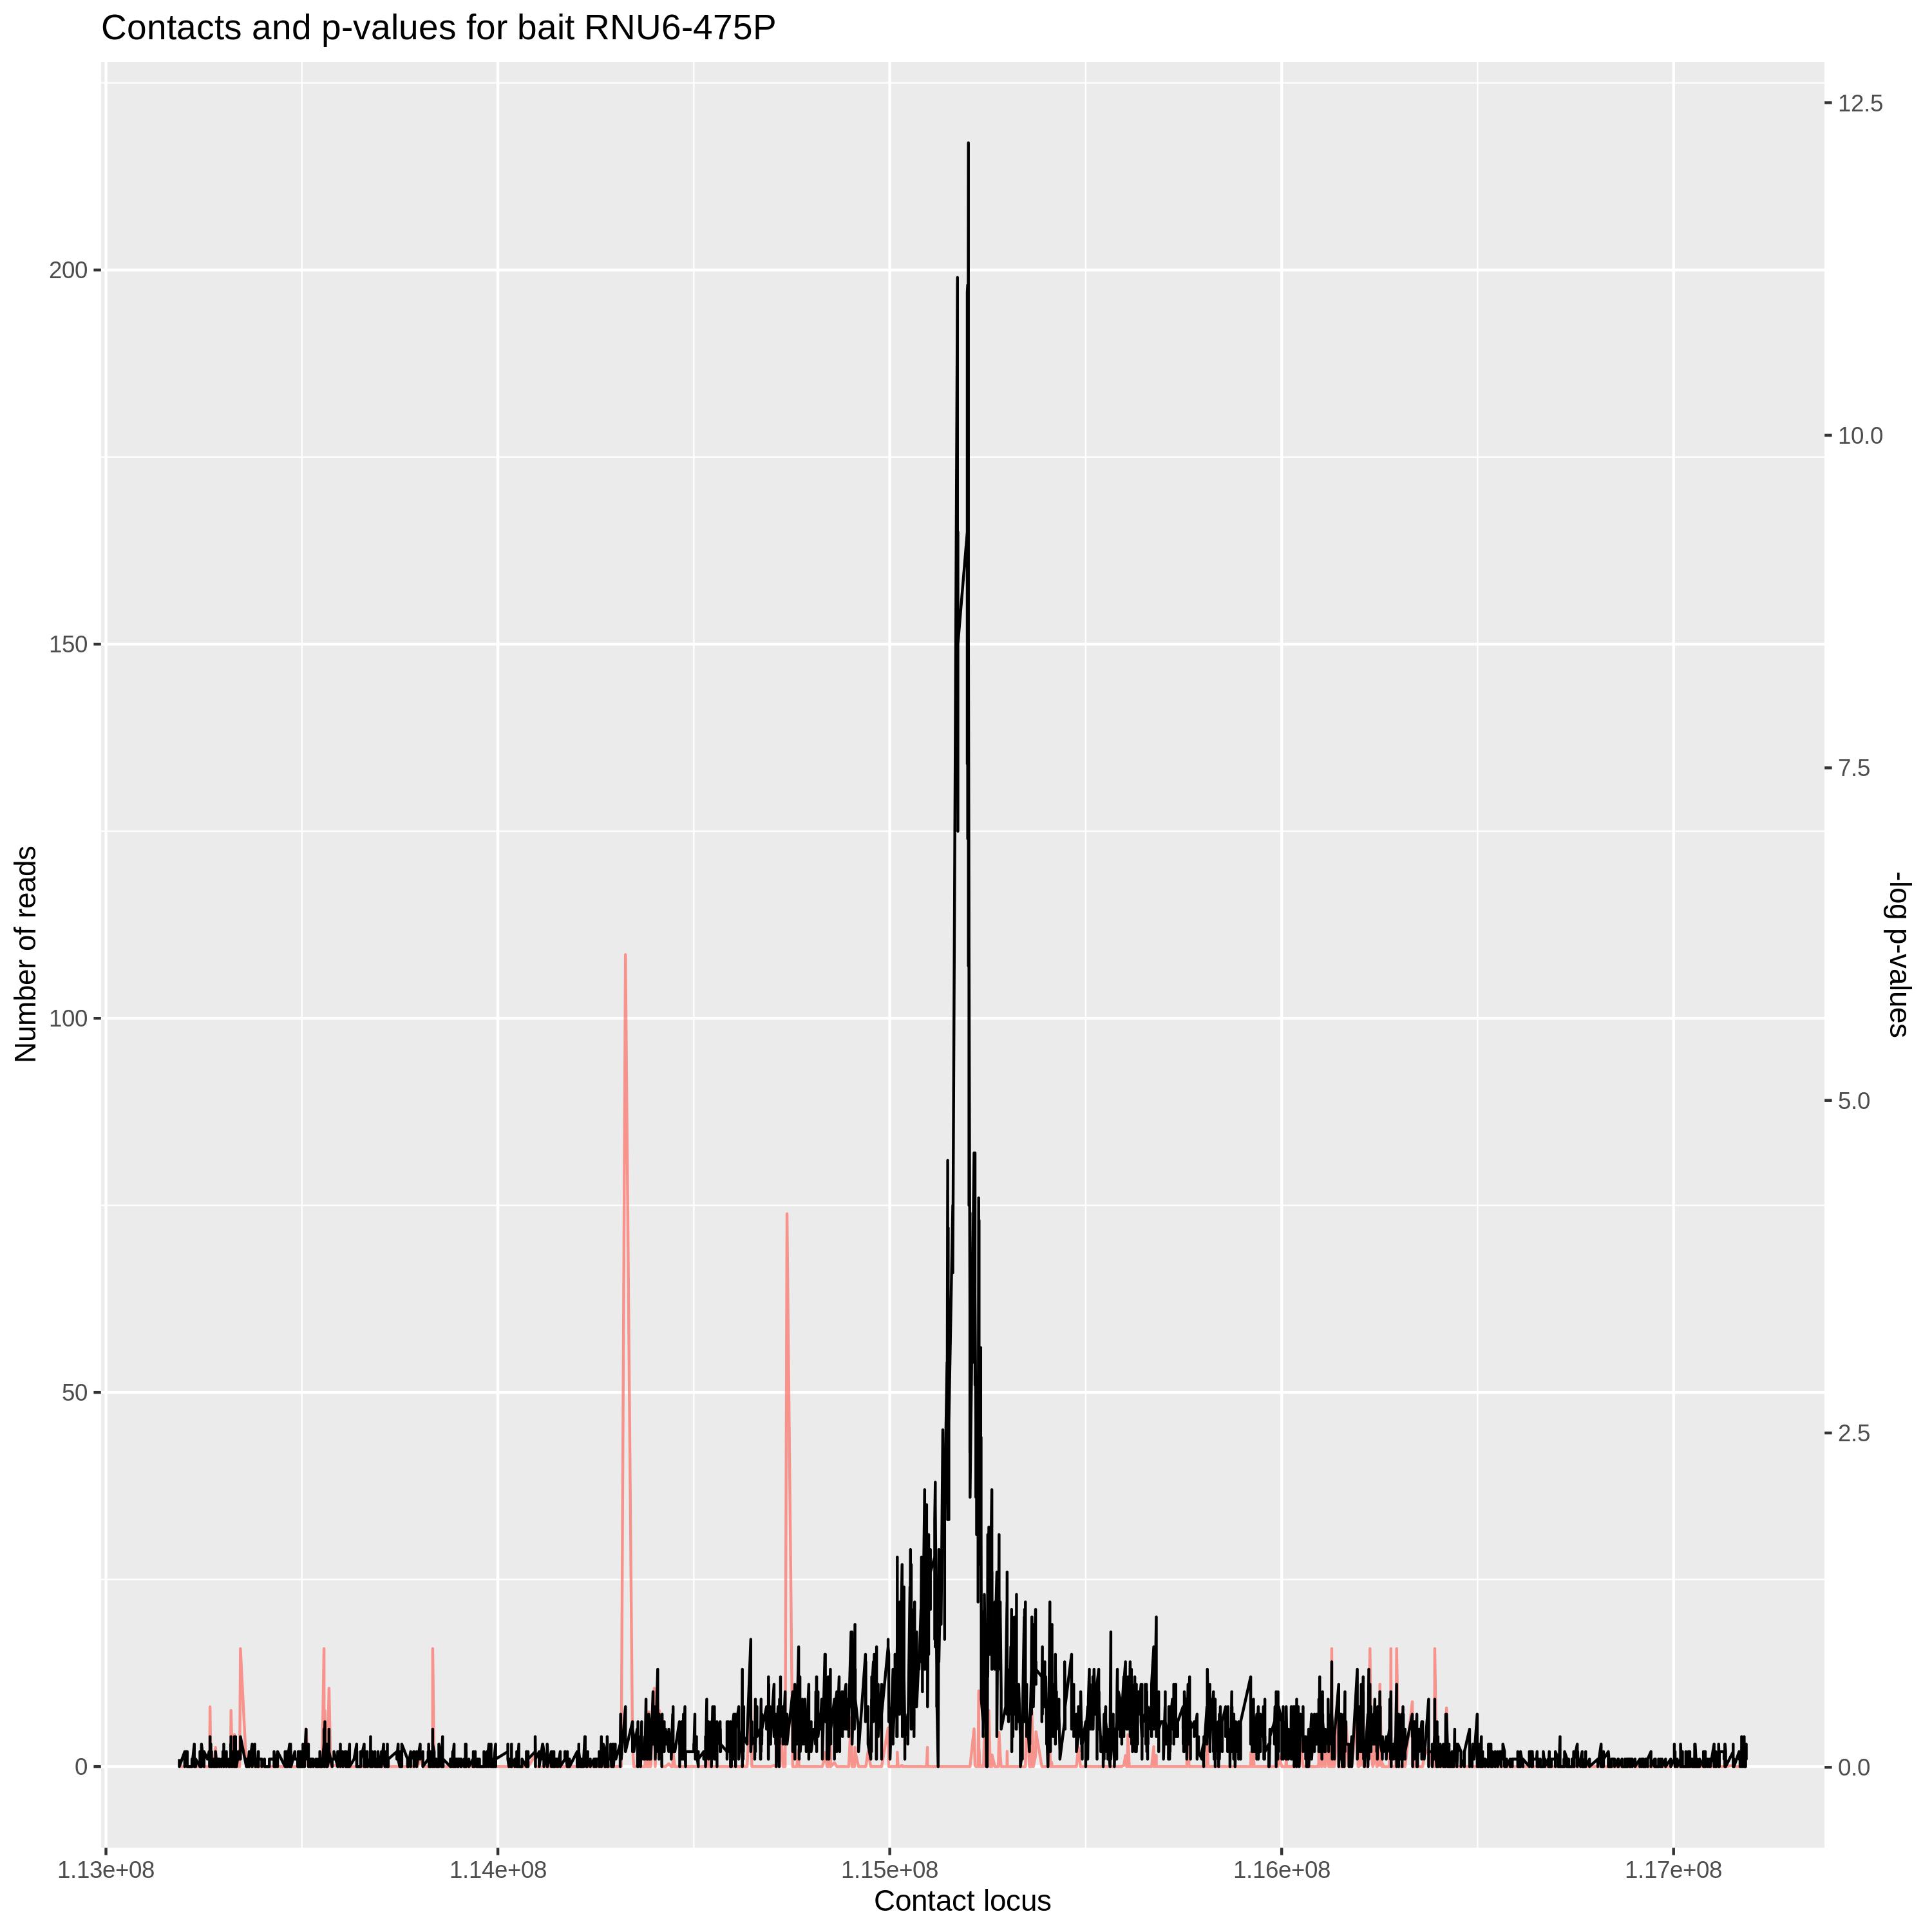 Contacts and p-values for bait RNU6-475P
Number of reads
200
150
100
50
0
12.5
10.0
7.5
5.0
2.5
0.0
-log p-values
1.13e+08
1.14e+08
1.15e+08
1.16e+08
1.17e+08
Contact locus